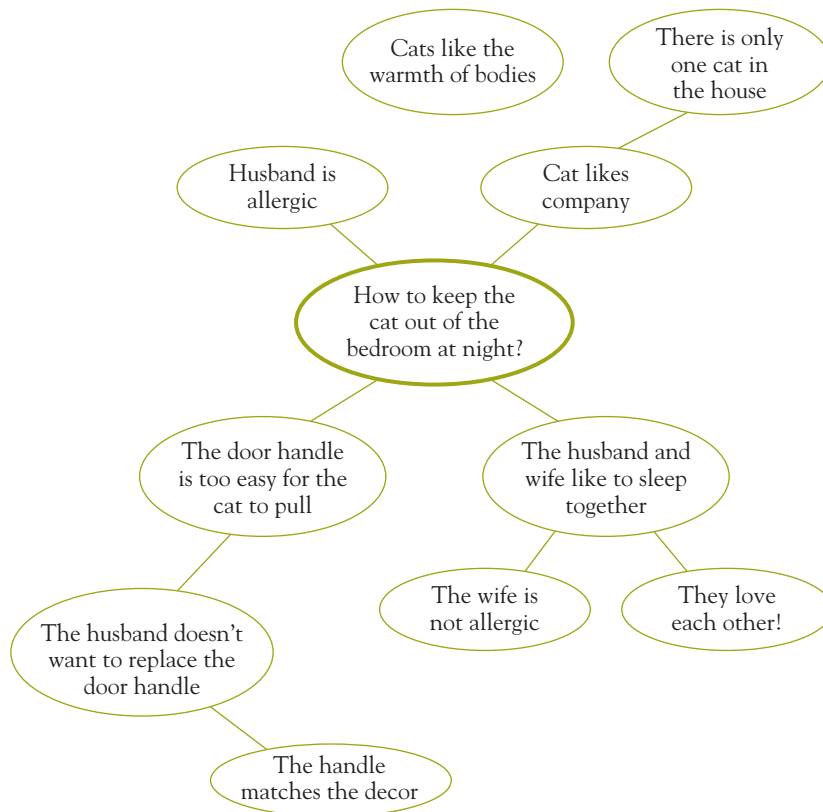 Cats like the
warmth of bodies
There is only
one cat in
the house
Husband is
allergic
Cat likes
company
How to keep the
cat out of the
bedroom at night?
The door handle
is too easy for the
cat to pull
The husband and
wife like to sleep
together
The wife is
not allergic
They love
each other!
The husband doesn't
want to replace the
door handle
The handle
matches the decor